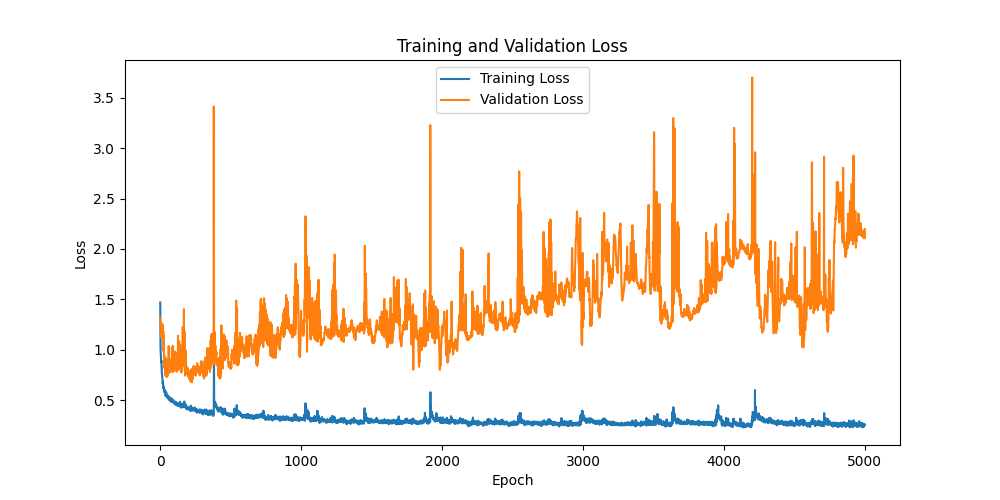 Training and Validation Loss
Training Loss
Validation Loss
3.5
3.0
2.5
2.0
1.5
1.0
0.5
Loss
0 1000 2000 3000 4000 5000
Epoch